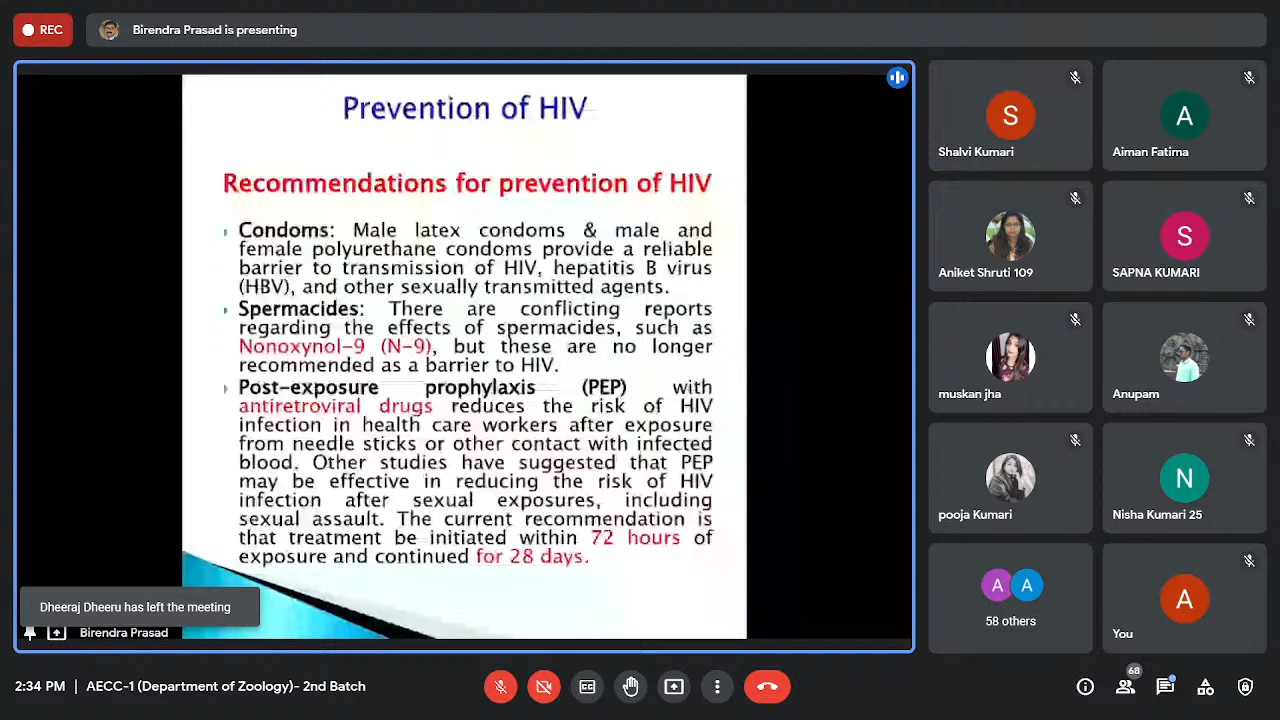 REC
Birendra Prasad is presenting
Prevention of HIV
Recommendations for prevention of HIV
Condoms: Male latex condoms & male and
female polyurethane condoms provide a reliable
barrier to transmission of HIV, hepatitis B virus
(HBV), and other sexually transmitted agents.
Spermacides: There are conflicting reports
regarding the effects of spermacides, such as
Nonoxynol-9 (N-9), but these are no longer
recommended as a barrier to HIV.
Post-exposure prophylaxis (PEP) with
antiretroviral drugs reduces the risk of HIV
infection in health care workers after exposure
from needle sticks or other contact with infected
blood. Other studies have suggested that PEP
may be effective in reducing the risk of HIV
infection after sexual exposures, including
sexual assault. The current recommendation is
that treatment be initiated within 72 hours of
exposure and continued for 28 days.
Dheeraj Dheeru has left the meeting
Birendra Prasad
S
Shalvi Kumari
A
Aiman Fatima
Aniket Shruti 109
S
SAPNA KUMARI
muskan jha
Anupam
pooja Kumari
N
Nisha Kumari 25
A A
58 others
A
You
2:34 PM | AECC-1 (Department of Zoology)- 2nd Batch
CC
68